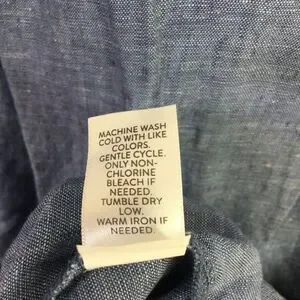 MACHINE WASH
COLD WITH LIKE
COLORS.
GENTLE CYCLE.
ONLY NON-
CHLORINE
BLEACH IF
NEEDED.
TUMBLE DRY
LOW.
WARM IRON IF
NEEDED.